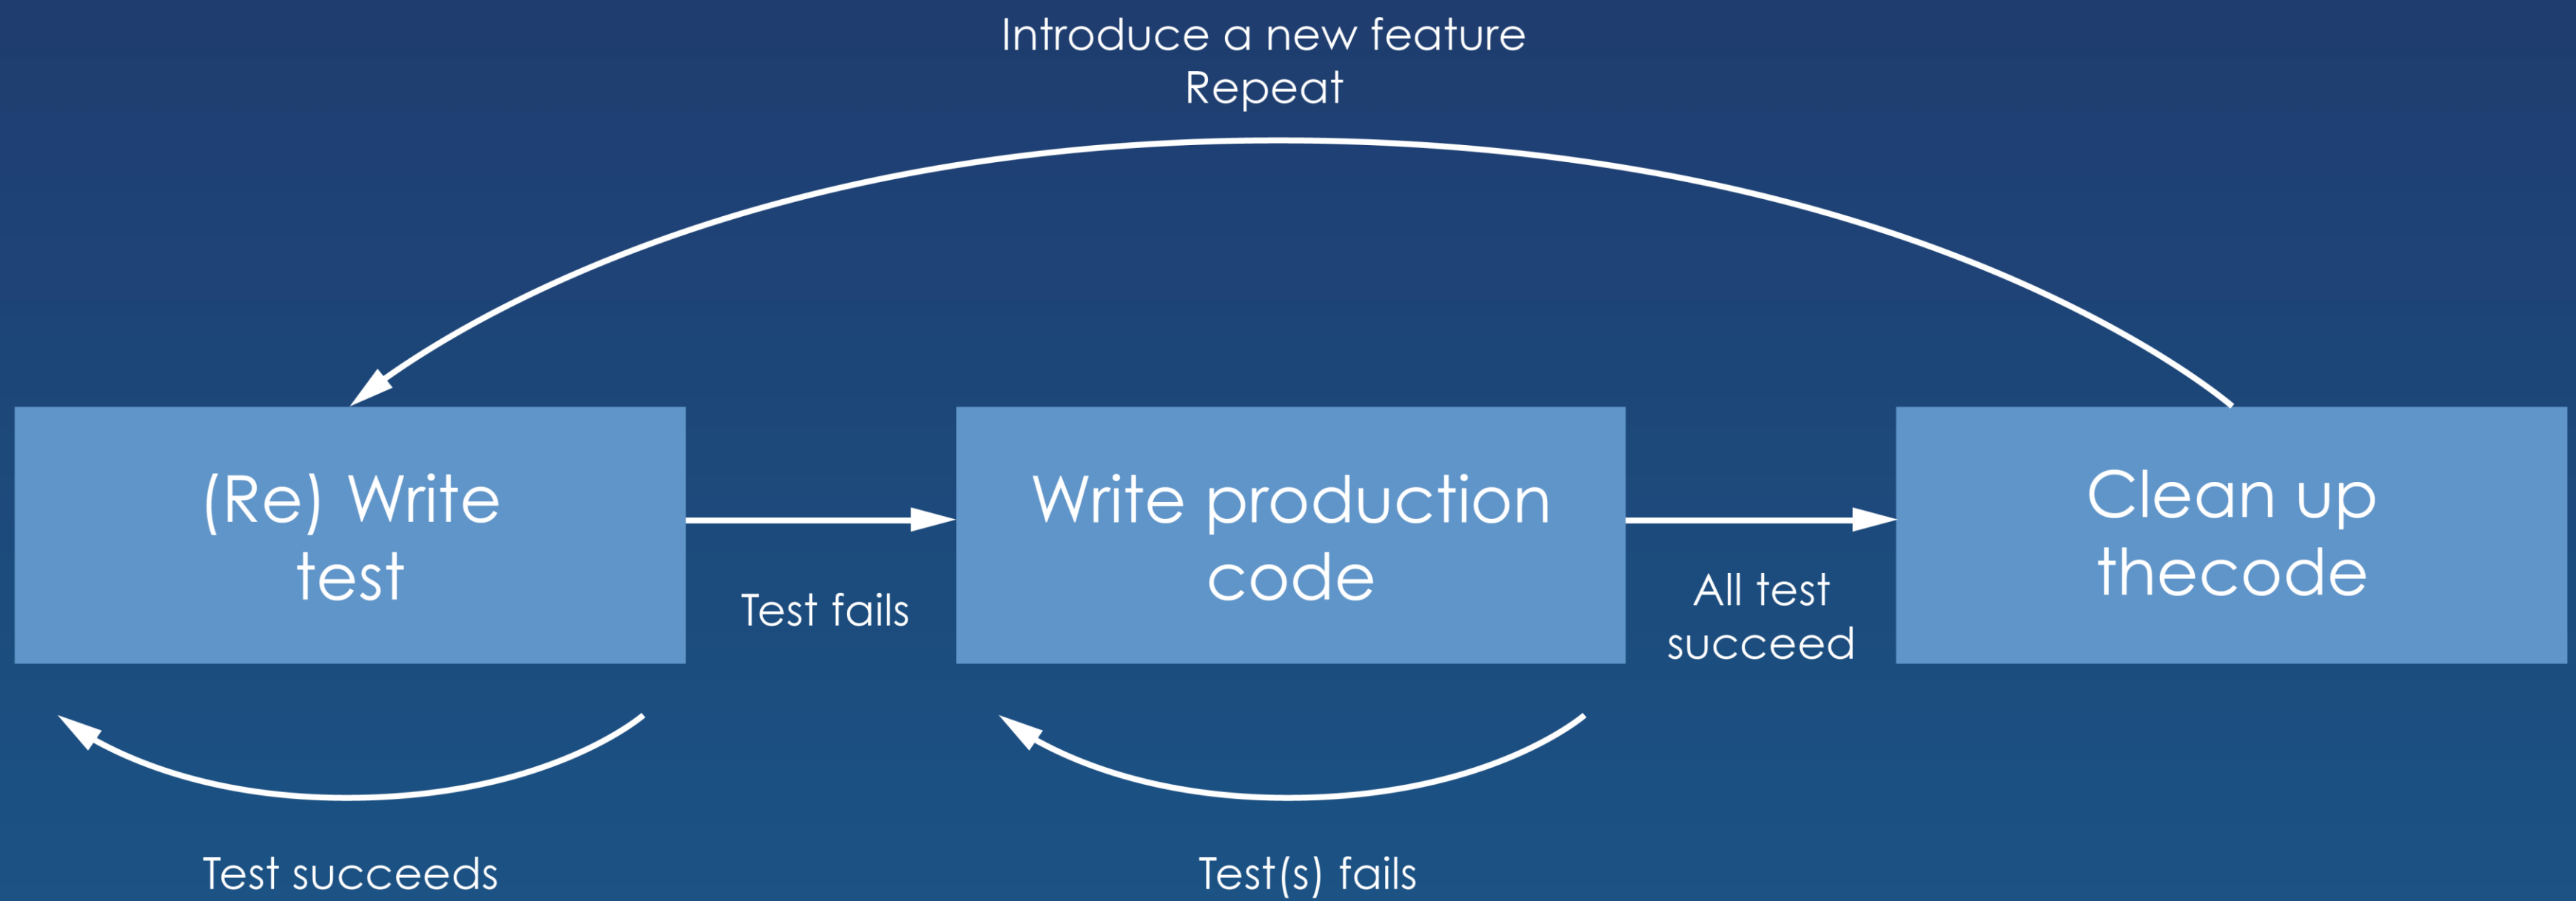 Introduce a new feature
Repeat
(Re) Write
test
Test fails
Write production
code
All test
succeed
Clean up
thecode
Test succeeds
Test(s) fails